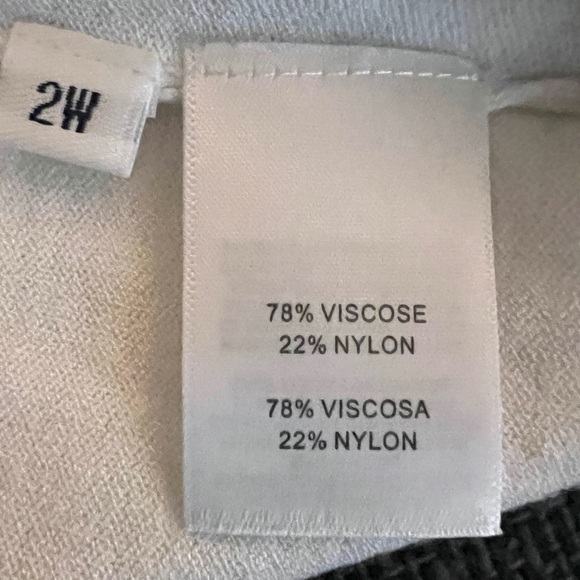 2W
78% VISCOSE
22% NYLON
78% VISCOSA
22% NYLON